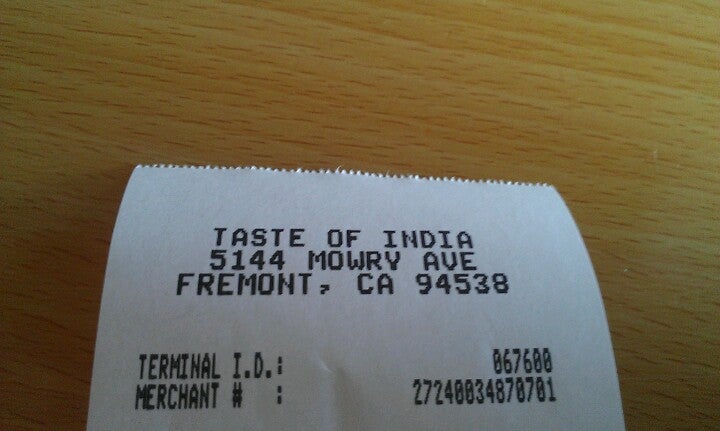 TASTE OF INDIA
5144 MOWRY AVE
FREMONT, CA 94538
TERMINAL I.D.: 067600
MERCHANT # : 27240034870701